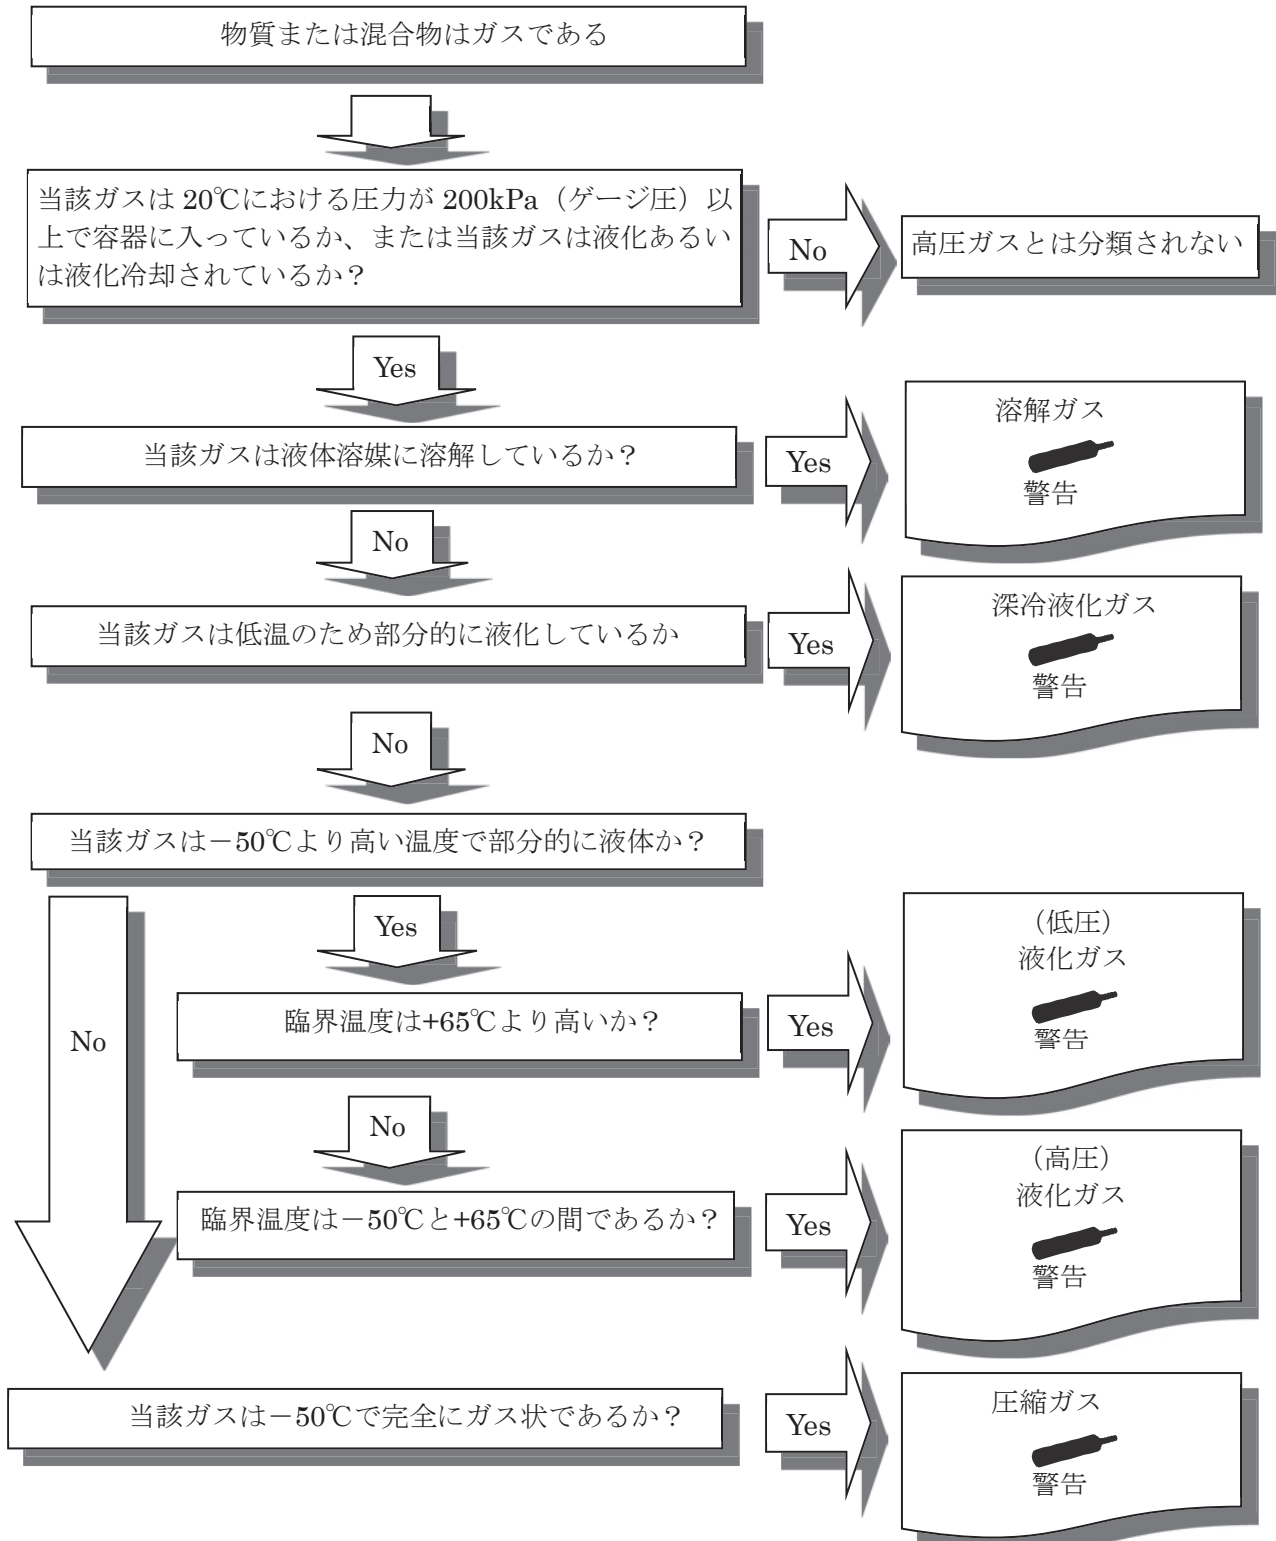 物質または混合物はガスである
当該ガスは 20℃における圧力が 200kPa（ゲージ圧）以
上で容器に入っているか、または当該ガスは液化あるい
は液化冷却されているか？
No
高圧ガスとは分類されない
Yes
当該ガスは液体溶媒に溶解しているか？
Yes
溶解ガス
警告
No
当該ガスは低温のため部分的に液化しているか
Yes
深冷液化ガス
警告
No
当該ガスは－50℃より高い温度で部分的に液体か？
Yes
No
臨界温度は+65℃より高いか？
Yes
（低圧）
液化ガス
警告
No
臨界温度は－50℃と+65℃の間であるか？
Yes
（高圧）
液化ガス
警告
当該ガスは－50℃で完全にガス状であるか？
Yes
圧縮ガス
警告